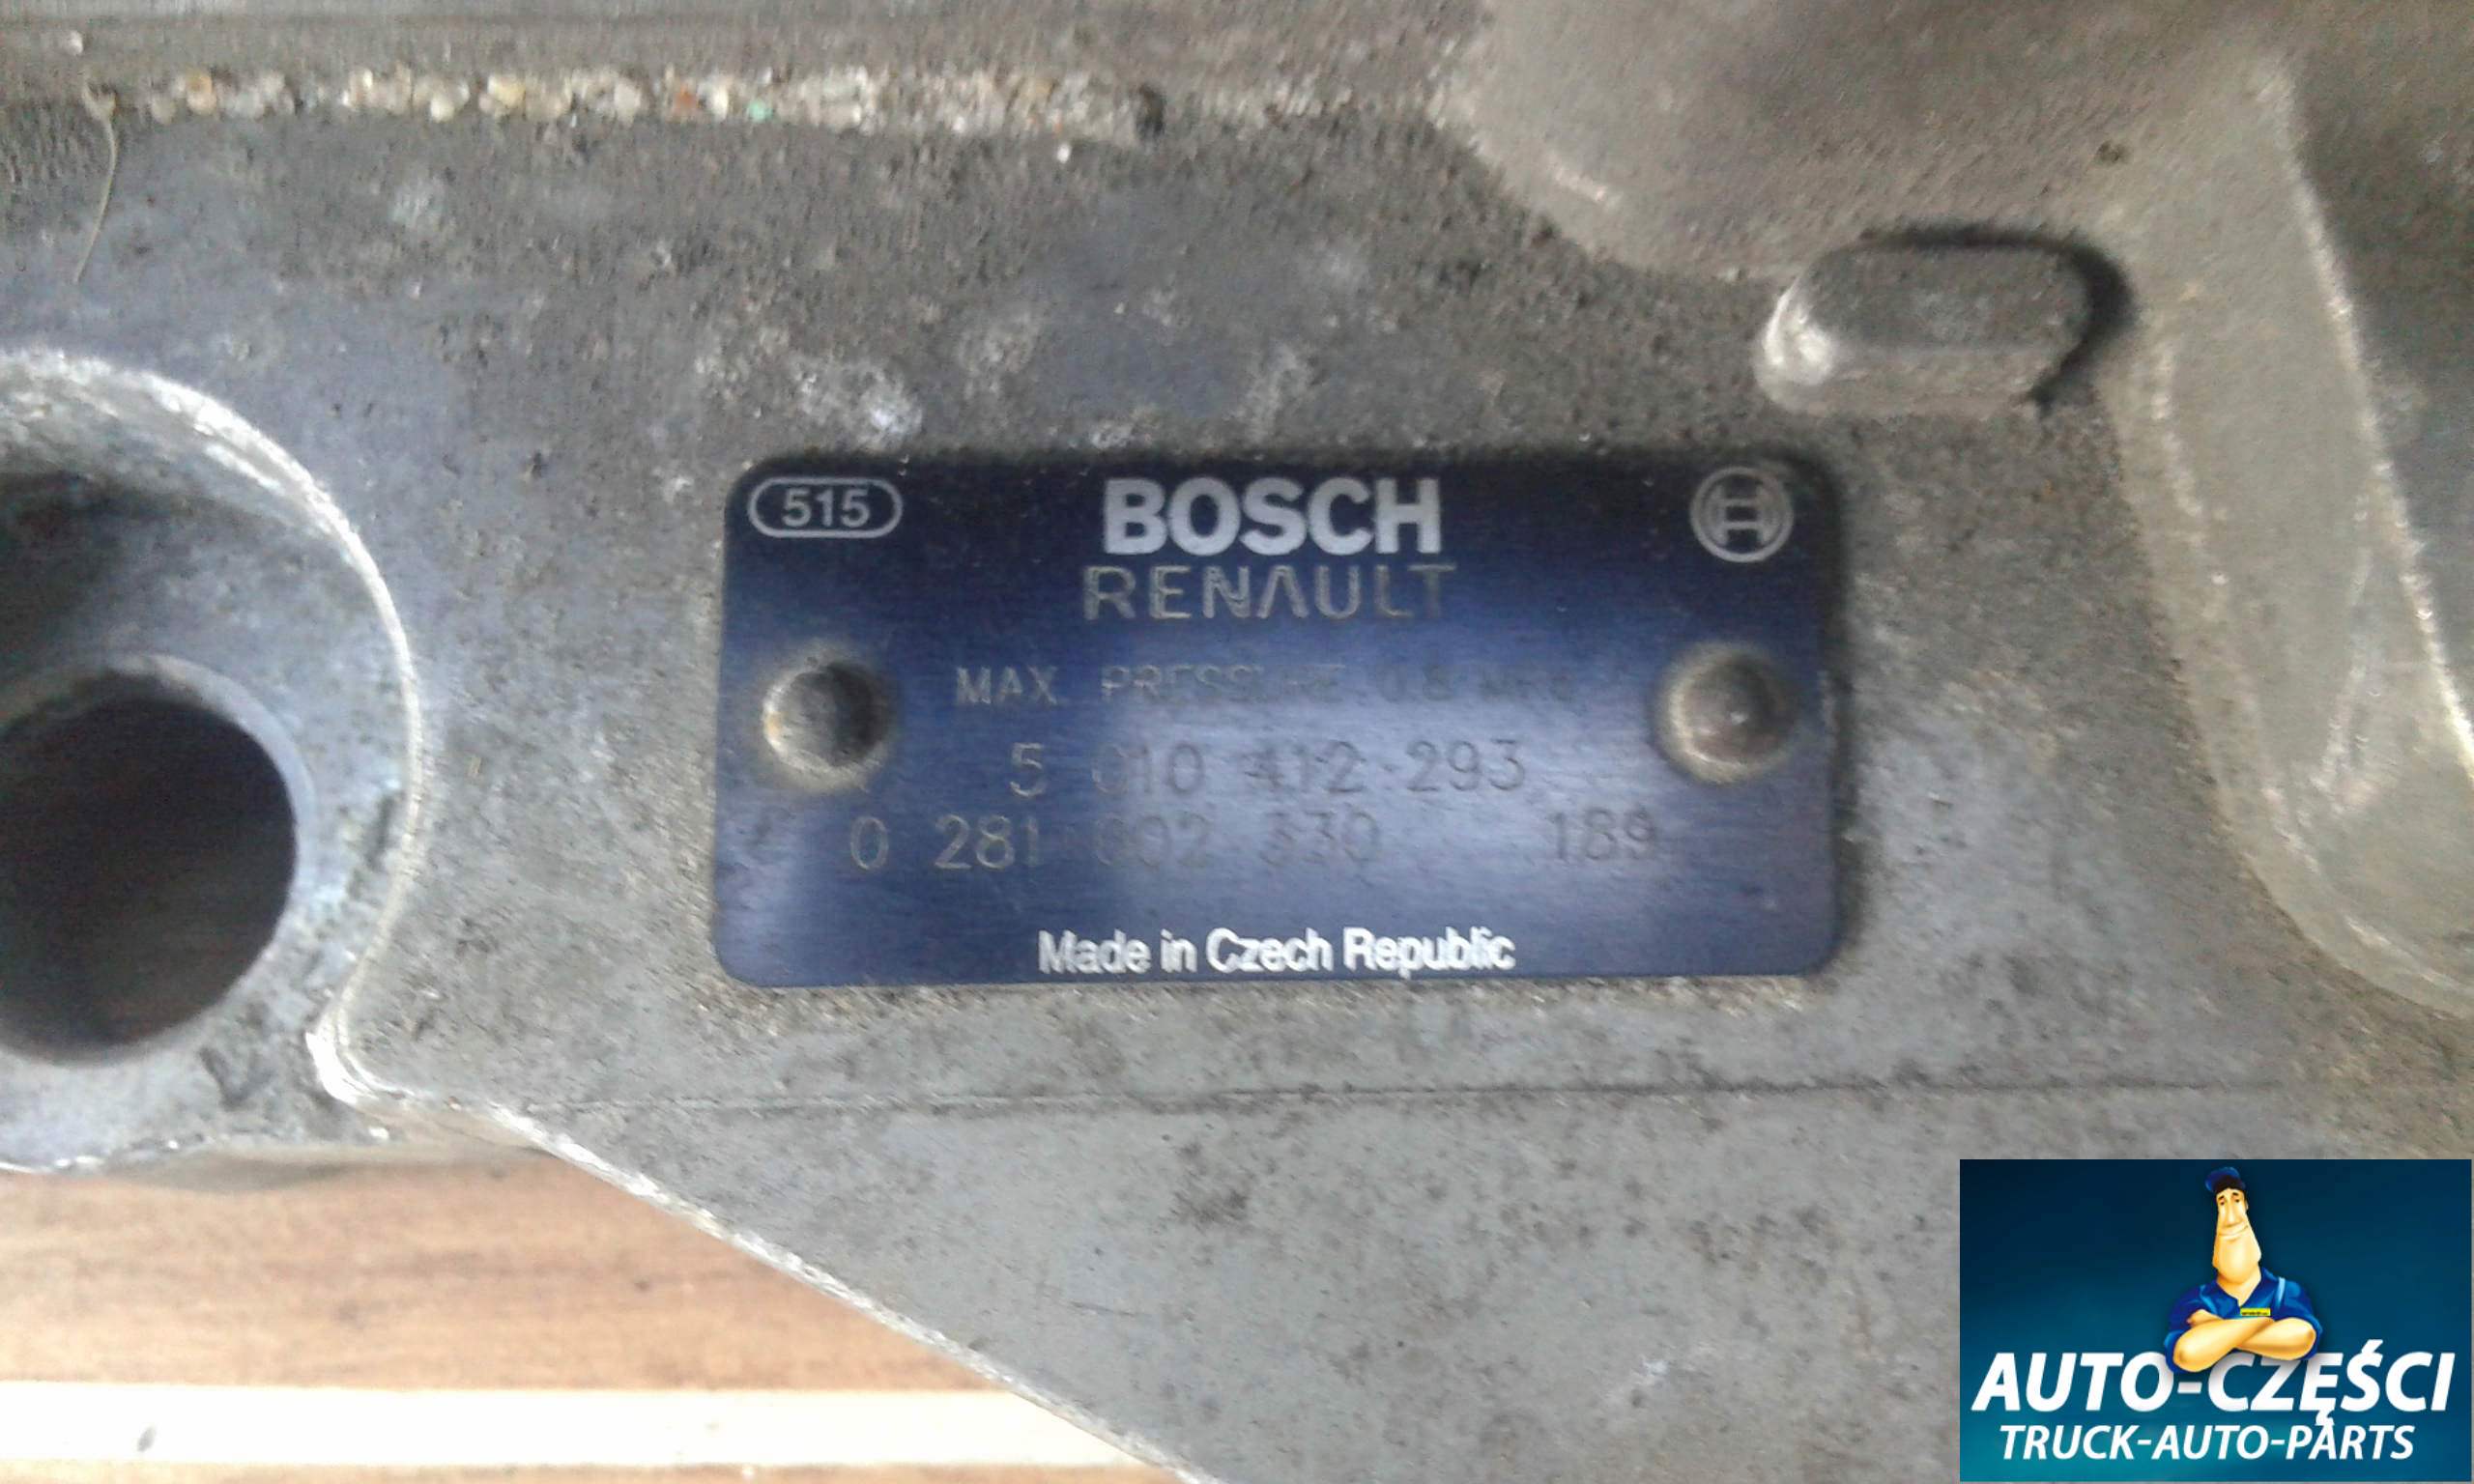 515
BOSCH
RENAULT
MAX. PRESSURE 0.8
5 010 412 293
0 281 002 330 189
Made in Czech Republic
AUTO-CZĘŚCI
TRUCK-AUTO-PARTS